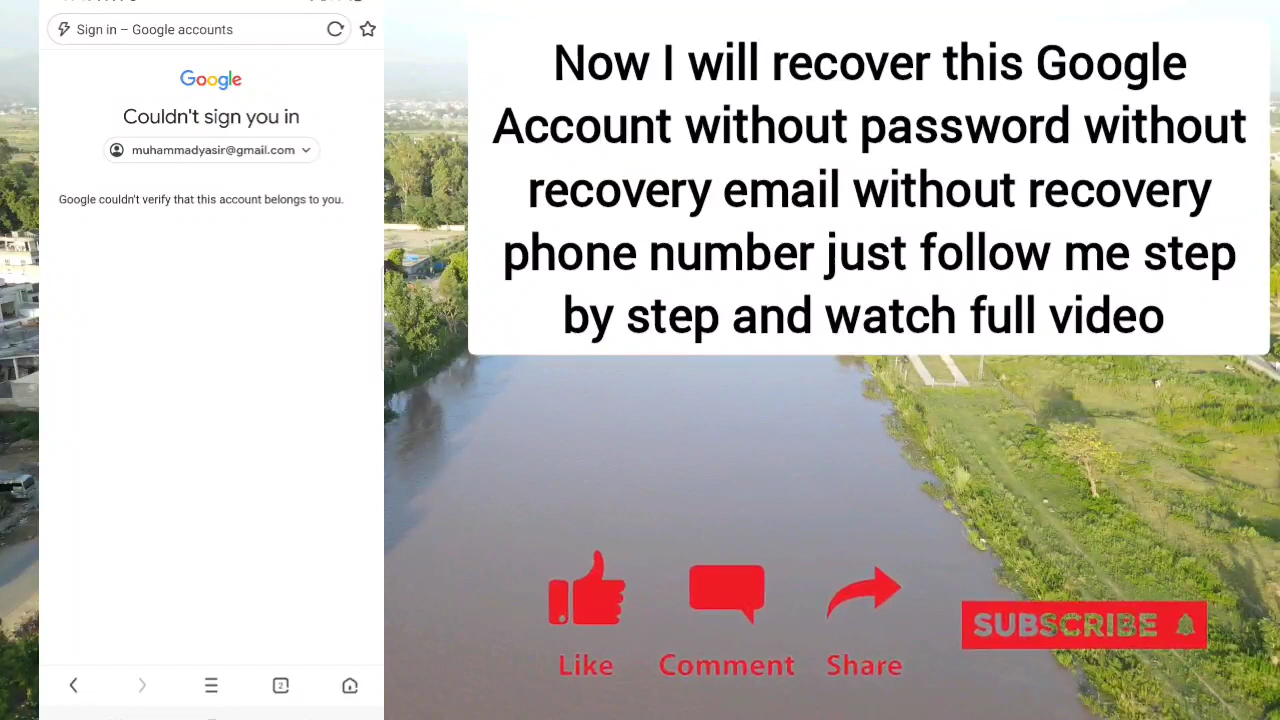 Sign in – Google accounts
Google
Couldn't sign you in
muhammadyasir@gmail.com
Google couldn't verify that this account belongs to you.
2
Now I will recover this Google
Account without password without
recovery email without recovery
phone number just follow me step
by step and watch full video
Like
Comment
Share
SUBSCRIBE